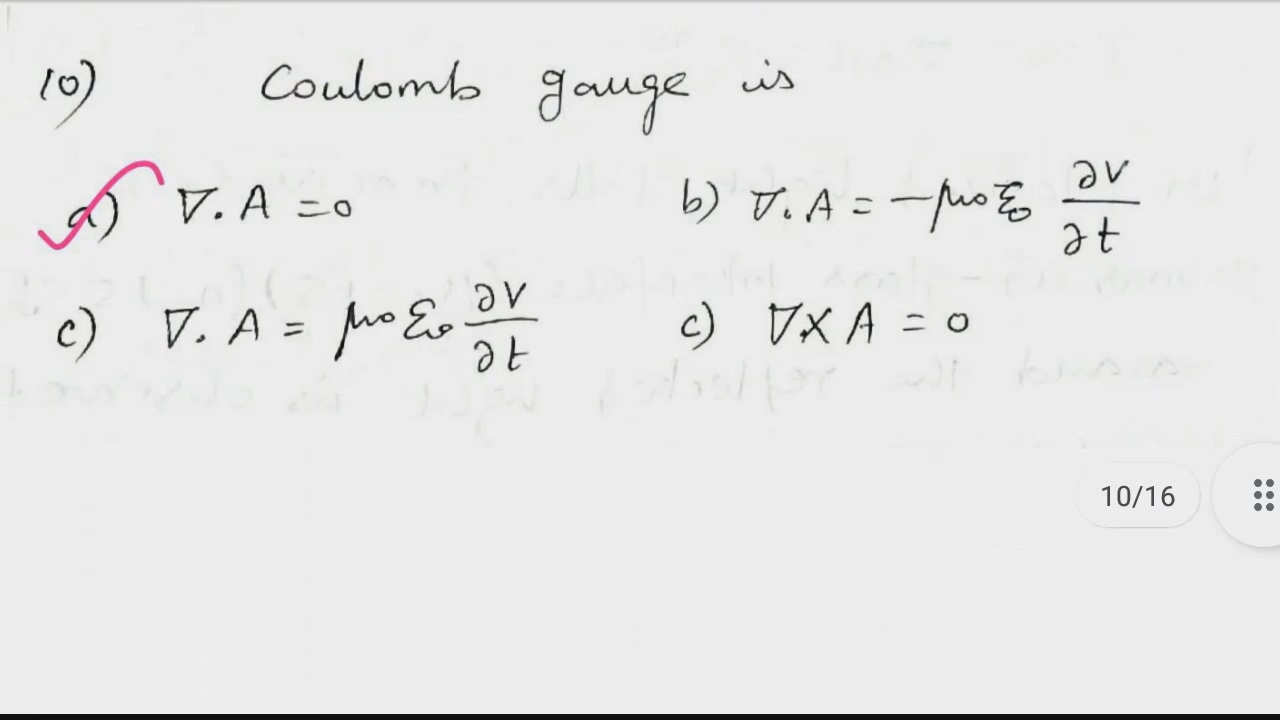 10) Coulomb gauge is
a) ∇.A =0 b) ∇.A = -μ₀ε₀ ∂V/∂t
c) ∇.A = μ₀ε₀ ∂V/∂t c) ∇×A = 0
10/16